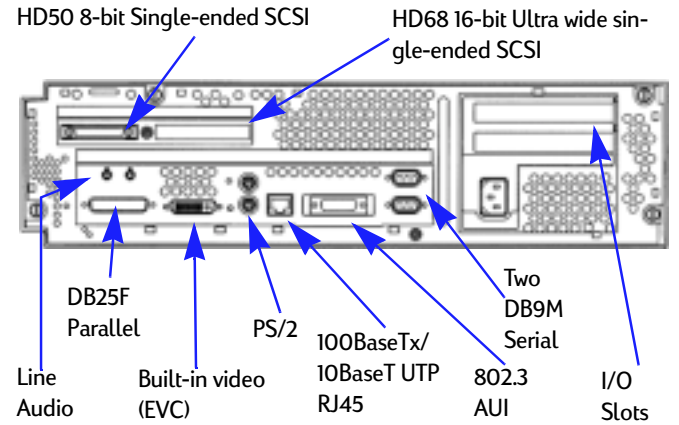 HD50 8-bit Single-ended SCSI
HD68 16-bit Ultra wide sin-
gle-ended SCSI
DB25F
Parallel
PS/2
Two
DB9M
Serial
Line
Audio
Built-in video
(EVC)
100BaseTx/
10BaseT UTP
RJ45
802.3
AUI
I/O
Slots